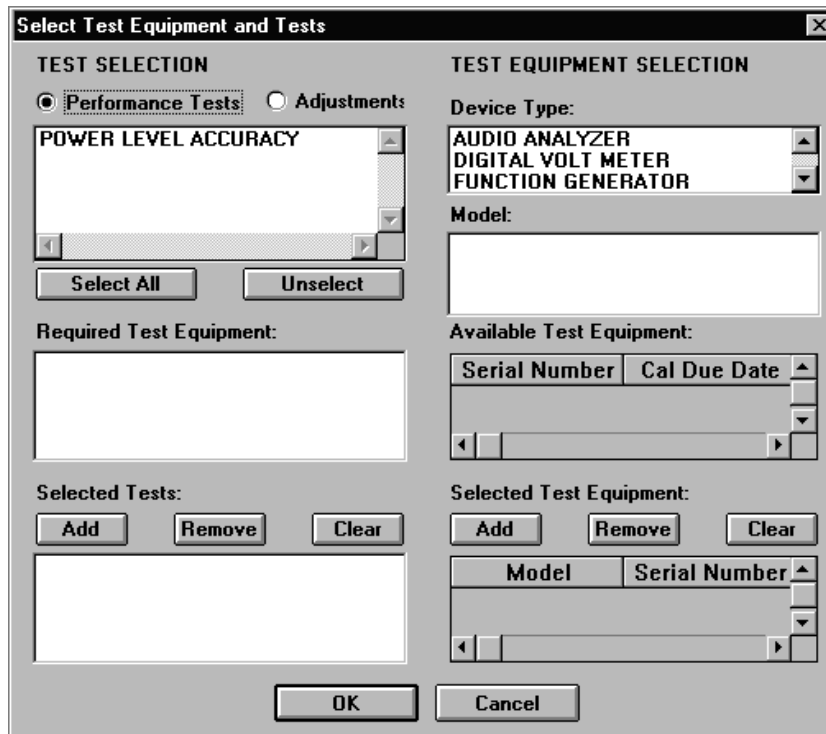 Select Test Equipment and Tests
TEST SELECTION
Performance Tests
Adjustments
POWER LEVEL ACCURACY
Select All
Unselect
Required Test Equipment:
Selected Tests:
Add
Remove
Clear
TEST EQUIPMENT SELECTION
Device Type:
AUDIO ANALYZER
DIGITAL VOLT METER
FUNCTION GENERATOR
Model:
Available Test Equipment:
Serial Number
Cal Due Date
Selected Test Equipment:
Add
Remove
Clear
Model
Serial Number
OK
Cancel